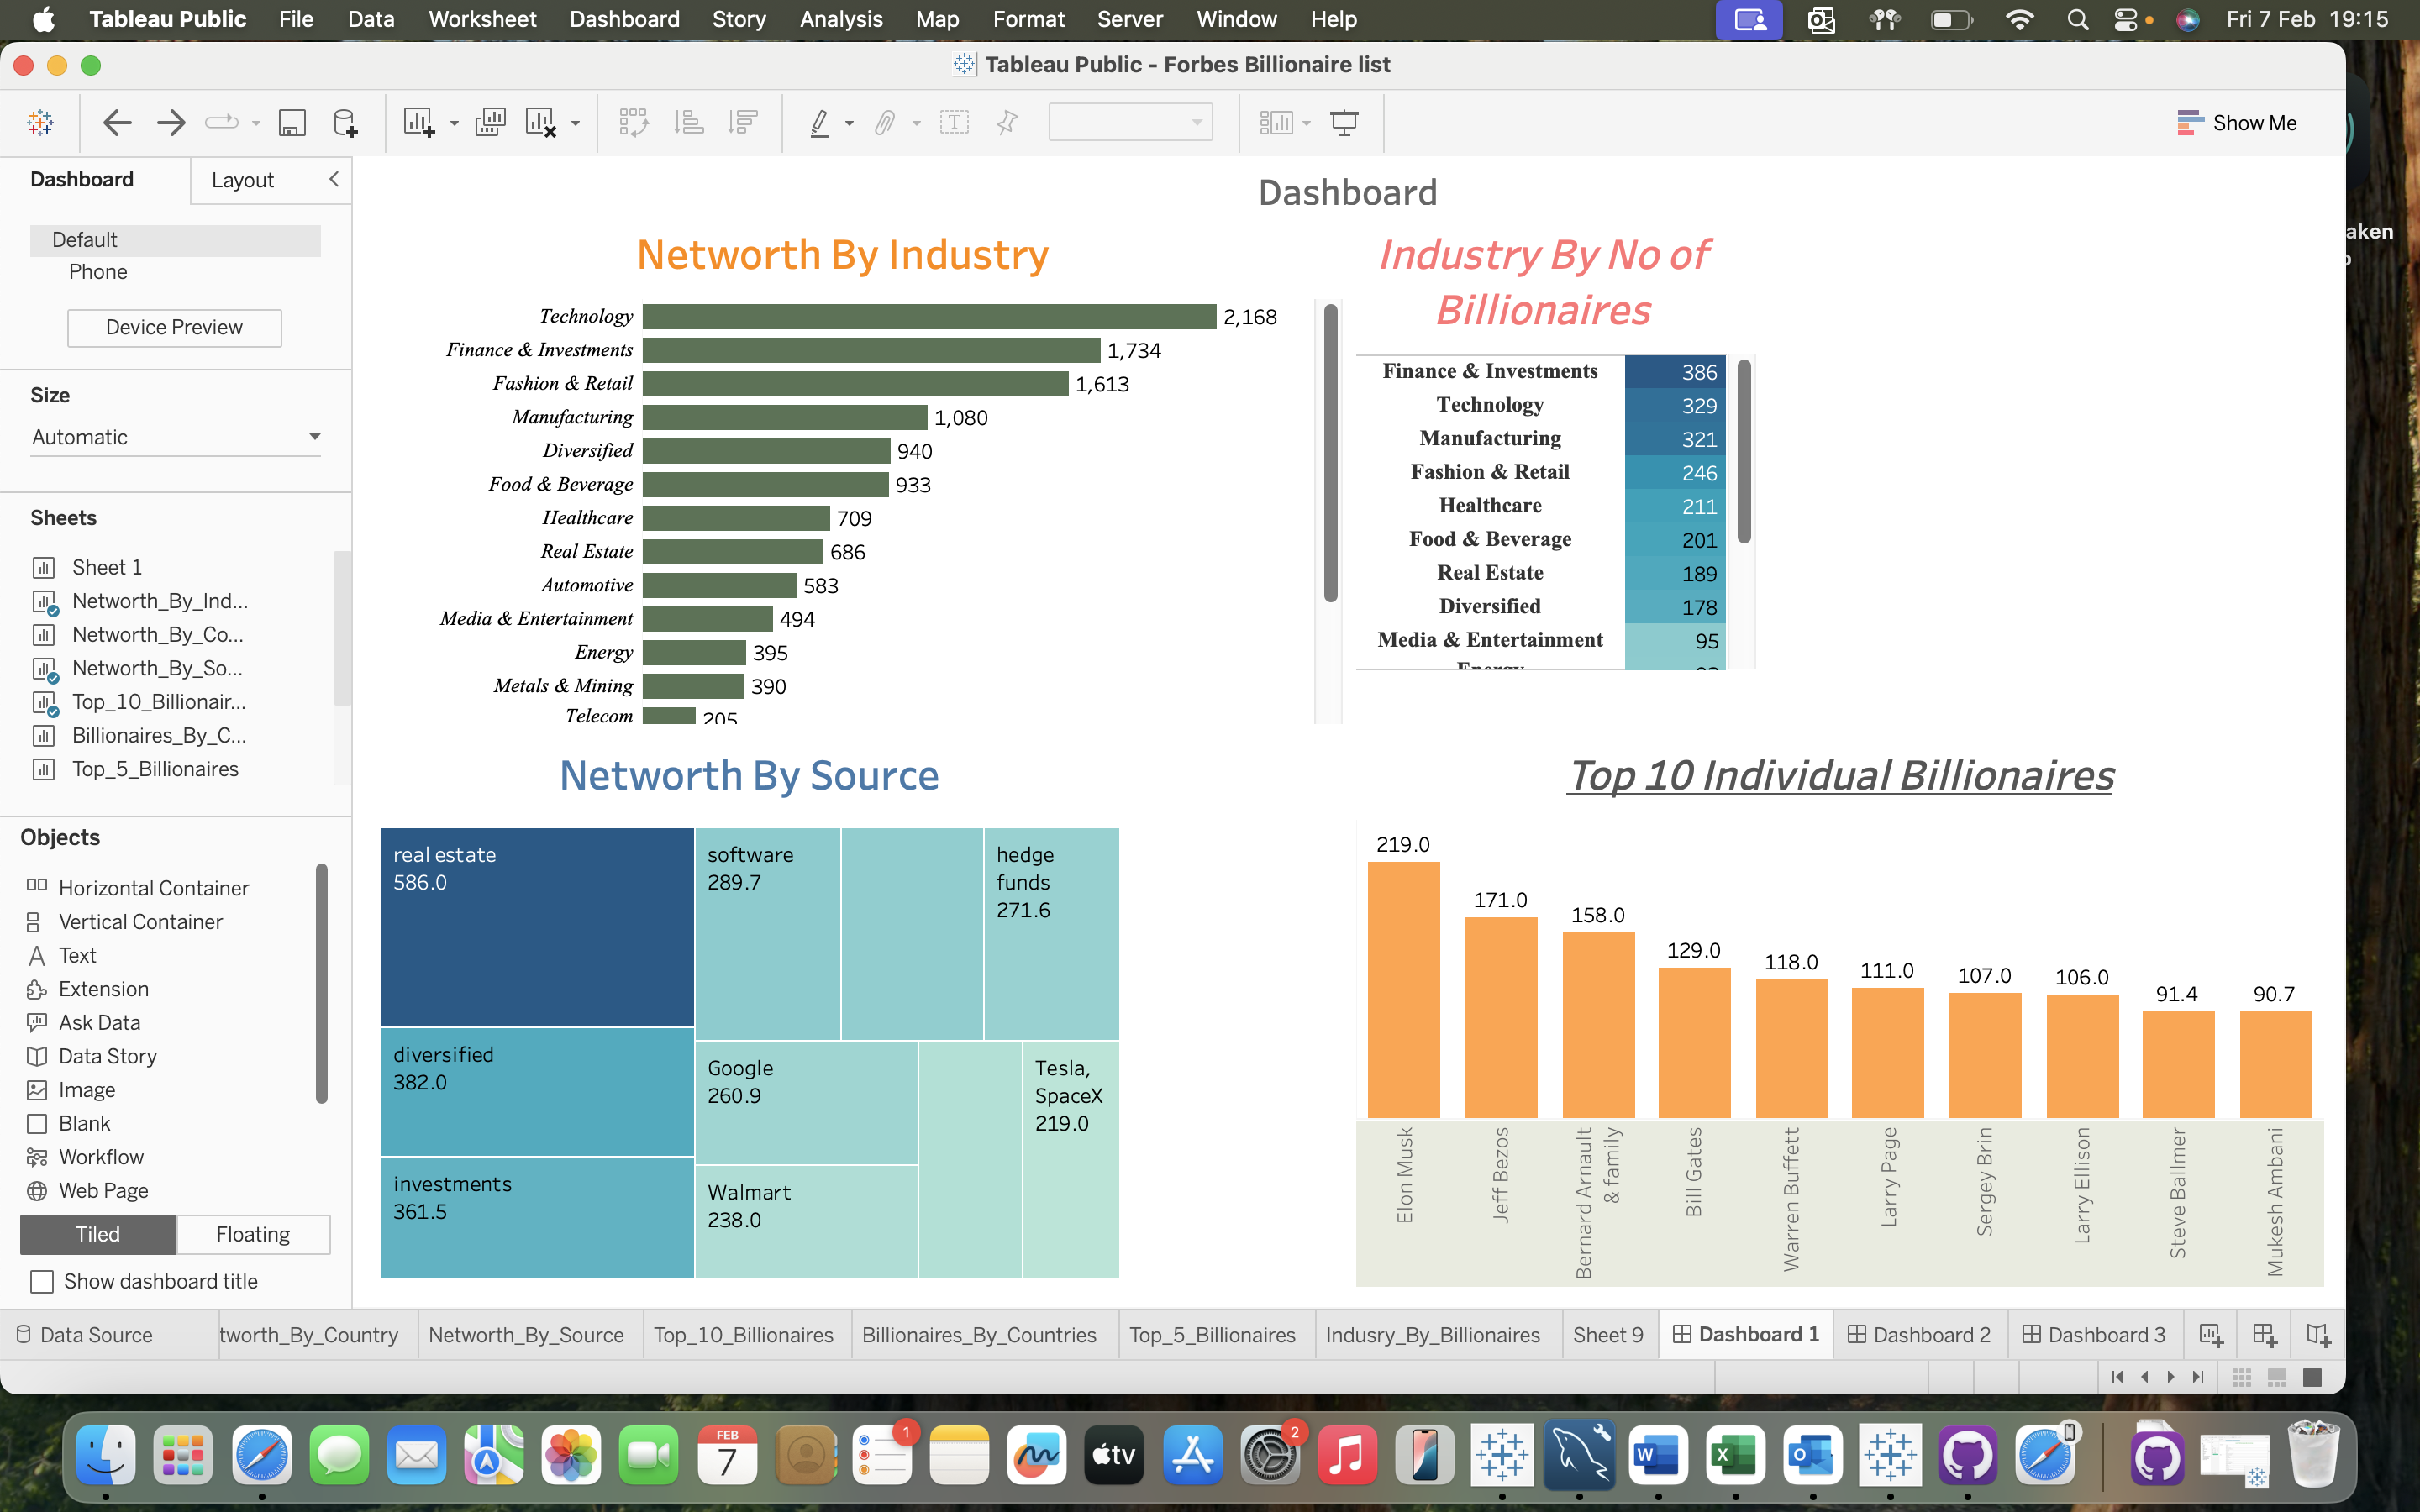 Tableau Public File Data Worksheet Dashboard Story Analysis Map Format Server Window Help Fri 7 Feb 19:15
Tableau Public - Forbes Billionaire list
Show Me
Dashboard Layout
Default
Phone
Device Preview
Size
Automatic
Sheets
Sheet 1
Networth_By_Ind...
Networth_By_Co...
Networth_By_So...
Top_10_Billionair...
Billionaires_By_C...
Top_5_Billionaires
Objects
Horizontal Container
Vertical Container
Text
Extension
Ask Data
Data Story
Image
Blank
Workflow
Web Page
Tiled Floating
Show dashboard title
Dashboard
Networth By Industry
Technology 2,168
Finance & Investments 1,734
Fashion & Retail 1,613
Manufacturing 1,080
Diversified 940
Food & Beverage 933
Healthcare 709
Real Estate 686
Automotive 583
Media & Entertainment 494
Energy 395
Metals & Mining 390
Telecom 205
Industry By No of
Billionaires
Finance & Investments 386
Technology 329
Manufacturing 321
Fashion & Retail 246
Healthcare 211
Food & Beverage 201
Real Estate 189
Diversified 178
Media & Entertainment 95
Energy
aken
Networth By Source
real estate
586.0
diversified
382.0
investments
361.5
software
289.7
hedge
funds
271.6
Google
260.9
Walmart
238.0
Tesla,
SpaceX
219.0
Top 10 Individual Billionaires
219.0
171.0
158.0
129.0
118.0
111.0
107.0
106.0
91.4
90.7
Elon Musk
Jeff Bezos
Bernard Arnault
& family
Bill Gates
Warren Buffett
Larry Page
Sergey Brin
Larry Ellison
Steve Ballmer
Mukesh Ambani
Data Source tworth_By_Country Networth_By_Source Top_10_Billionaires Billionaires_By_Countries Top_5_Billionaires Indusry_By_Billionaires Sheet 9 Dashboard 1 Dashboard 2 Dashboard 3
FEB
7
1
tv
2
W
X
O